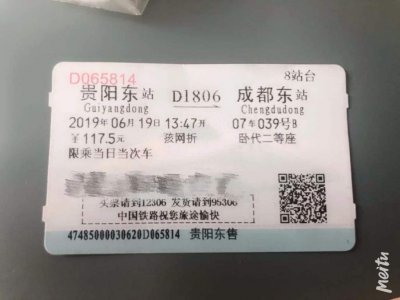 D065814
8站台
贵阳东站 D1806 成都东站
Guiyangdong Chengdudong
2019年06月19日13:47开 07车039号B
￥117.5元 孩网折 卧代二等座
限乘当日当次车
买票请到12306 发货请到95306
中国铁路祝您旅途愉快
47485000030620D065814 贵阳东售
Meitu